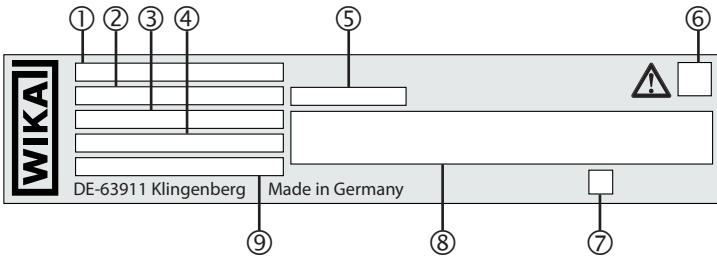 ① ② ③ ④ ⑤ ⑥
WIKA
DE-63911 Klingenberg Made in Germany
⑨ ⑧ ⑦